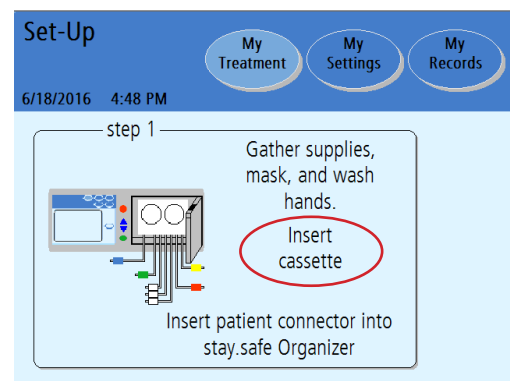 Set-Up
My
Treatment
My
Settings
My
Records
6/18/2016 4:48 PM
step 1
Gather supplies,
mask, and wash
hands.
Insert
cassette
Insert patient connector into
stay.safe Organizer